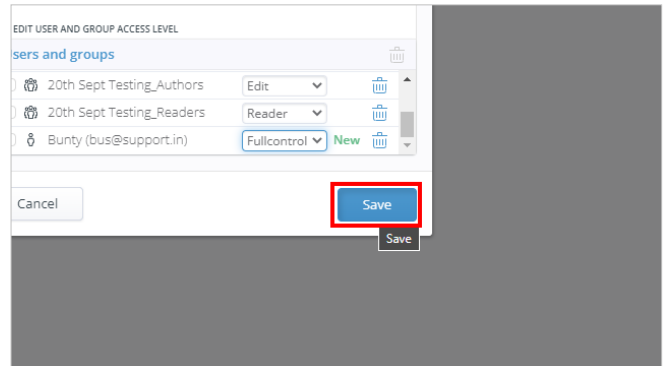 EDIT USER AND GROUP ACCESS LEVEL
sers and groups
20th Sept Testing_Authors Edit
20th Sept Testing_Readers Reader
Bunty (bus@support.in) Fullcontrol New
Cancel Save
Save